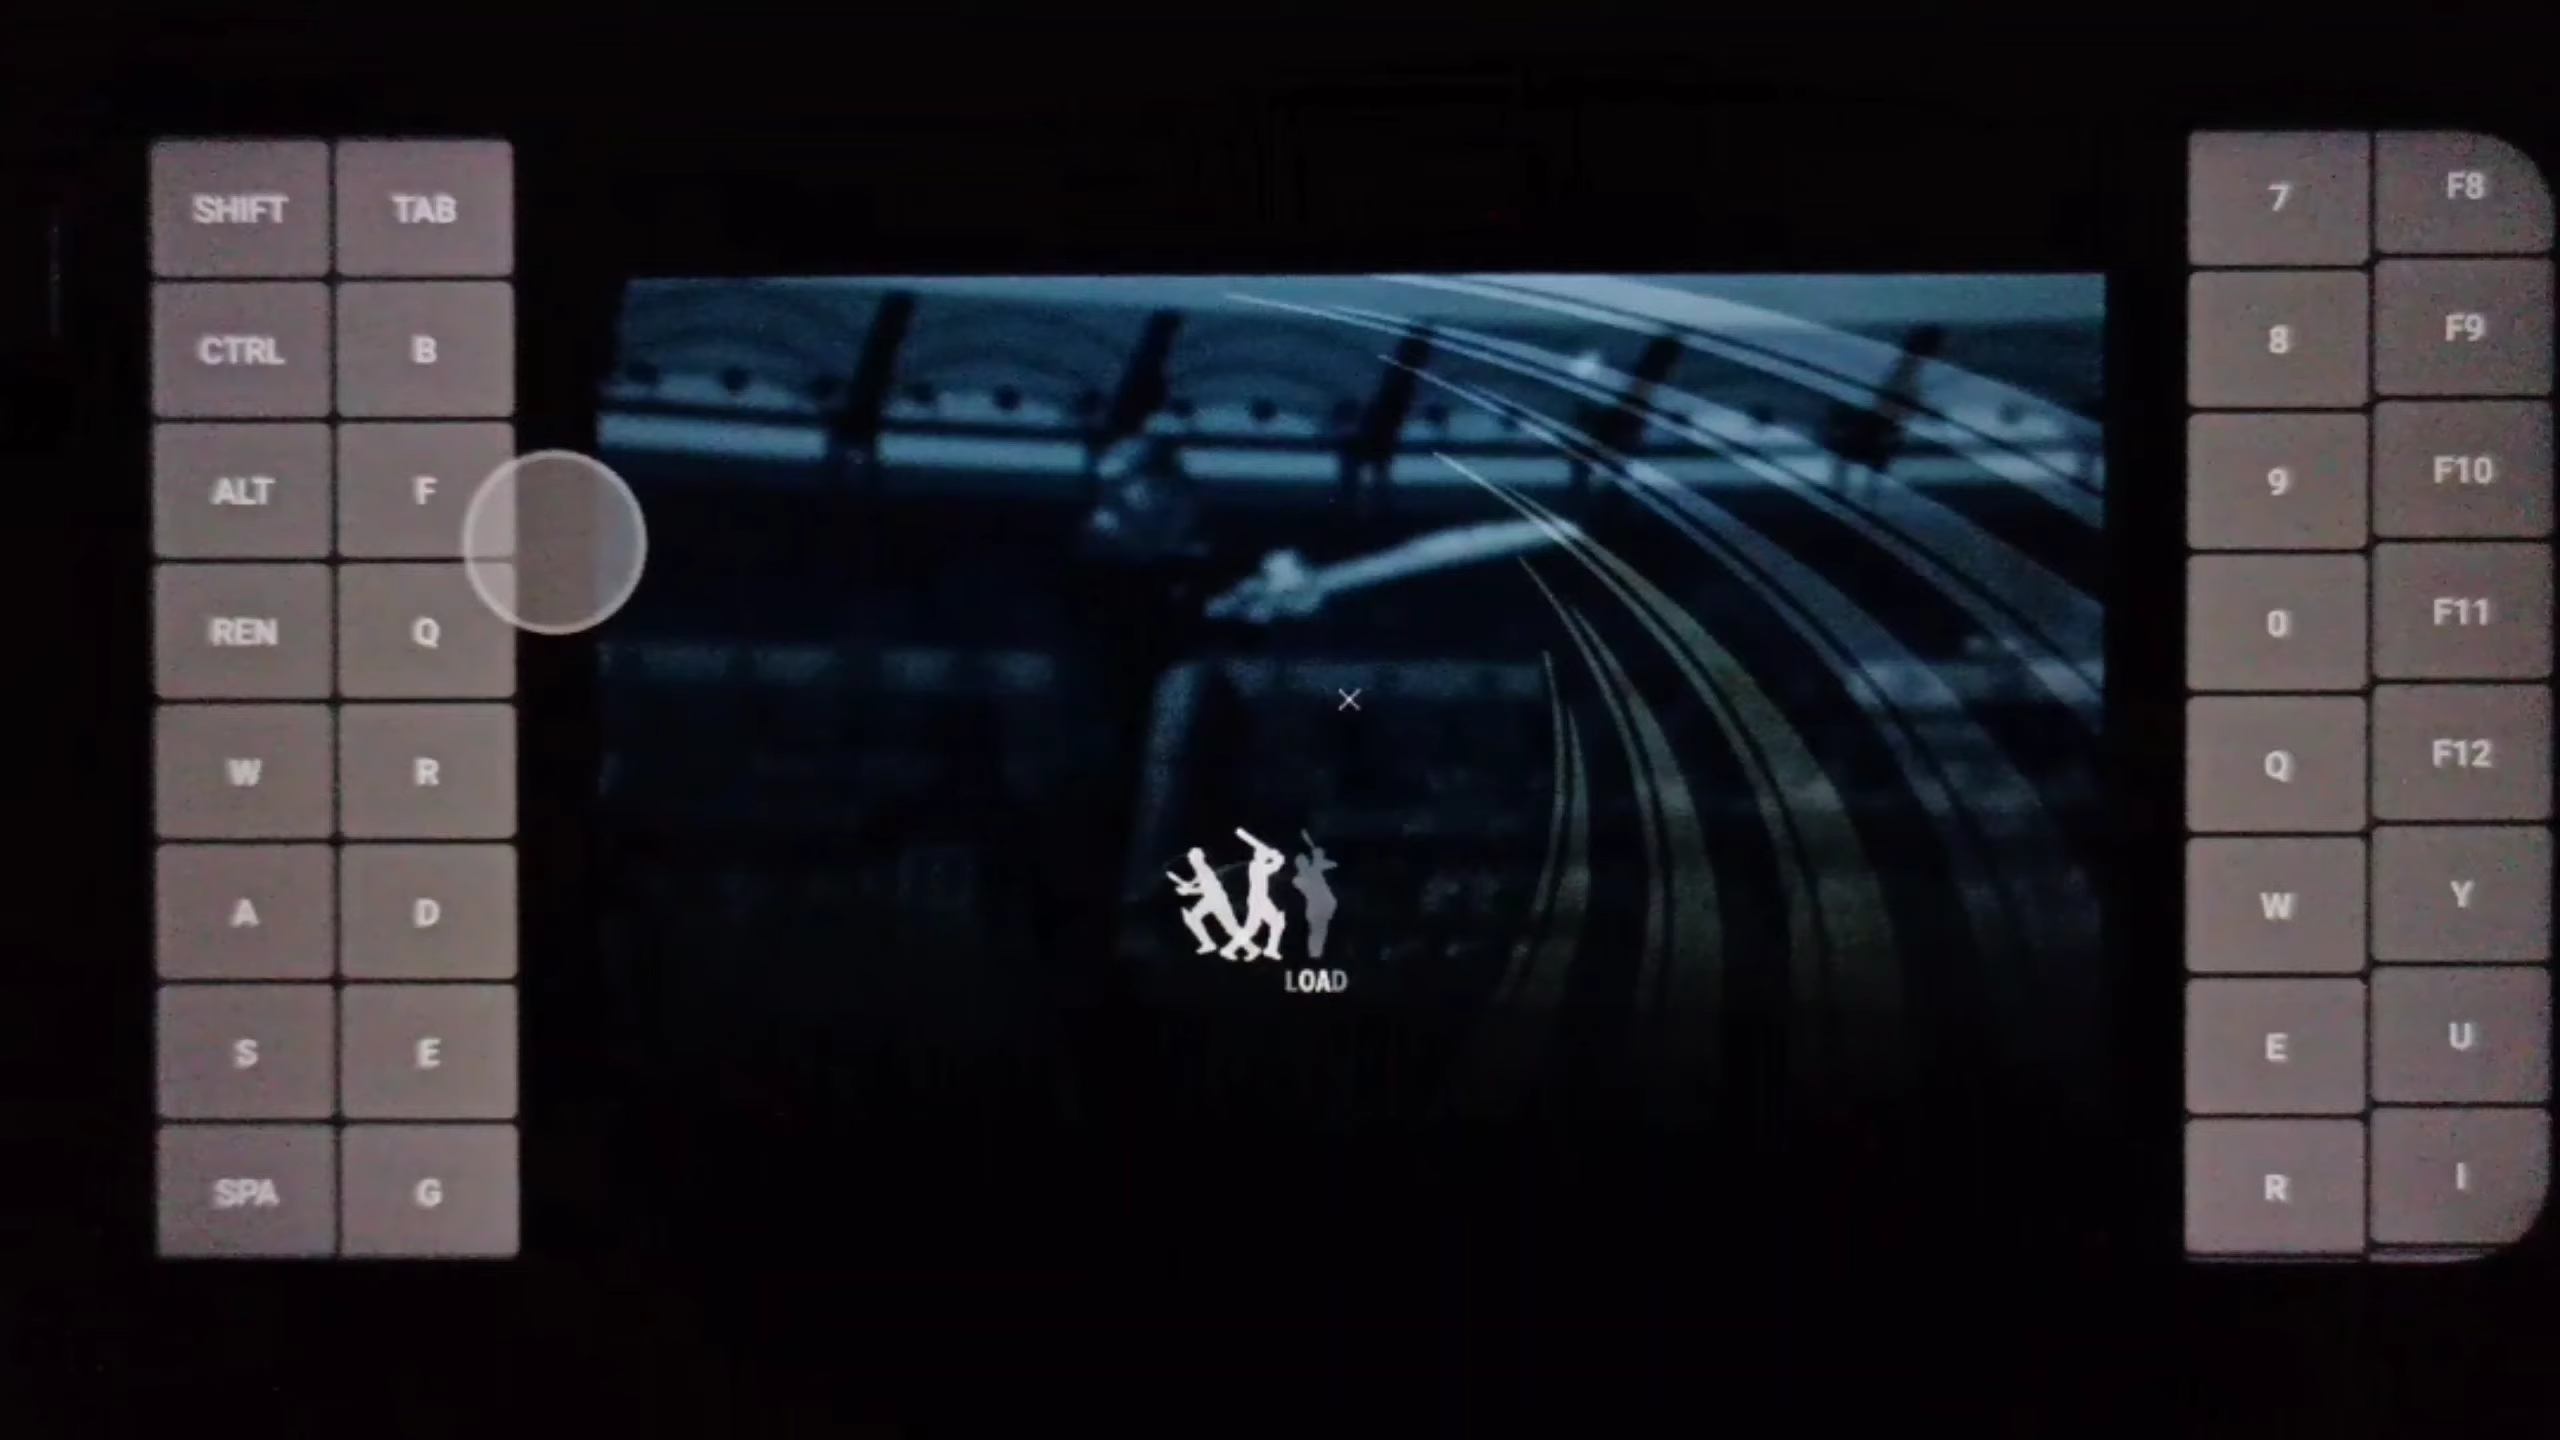 SHIFT TAB
CTRL B
ALT F
REN Q
W R
A D
S E
SPA G
LOAD
7 F8
8 F9
9 F10
0 F11
Q F12
W Y
E U
R I